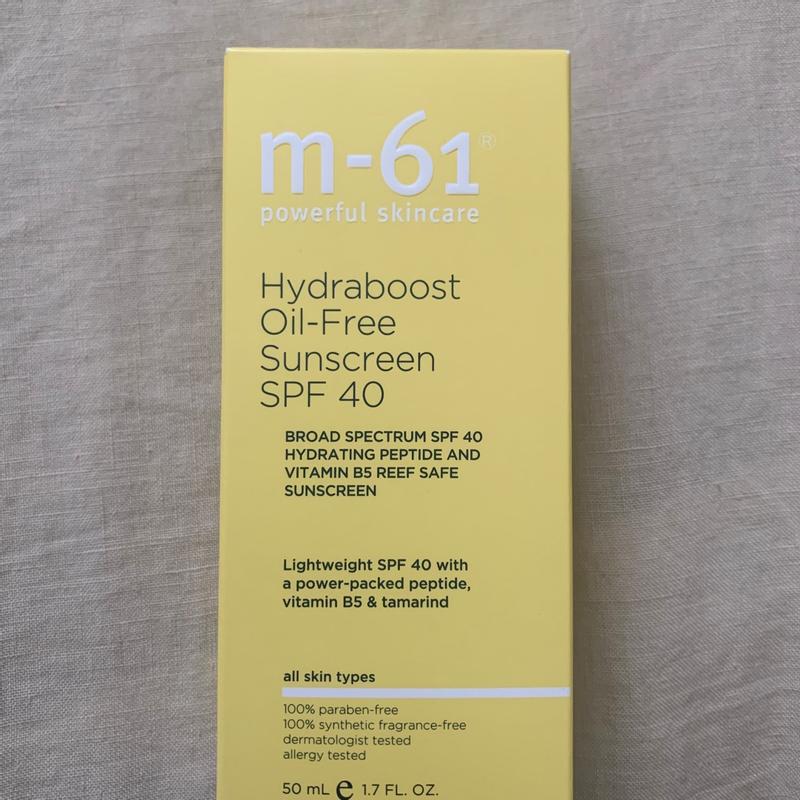 m-61®
powerful skincare
Hydraboost
Oil-Free
Sunscreen
SPF 40
BROAD SPECTRUM SPF 40
HYDRATING PEPTIDE AND
VITAMIN B5 REEF SAFE
SUNSCREEN
Lightweight SPF 40 with
a power-packed peptide,
vitamin B5 & tamarind
all skin types
100% paraben-free
100% synthetic fragrance-free
dermatologist tested
allergy tested
50 mL ℮ 1.7 FL. OZ.